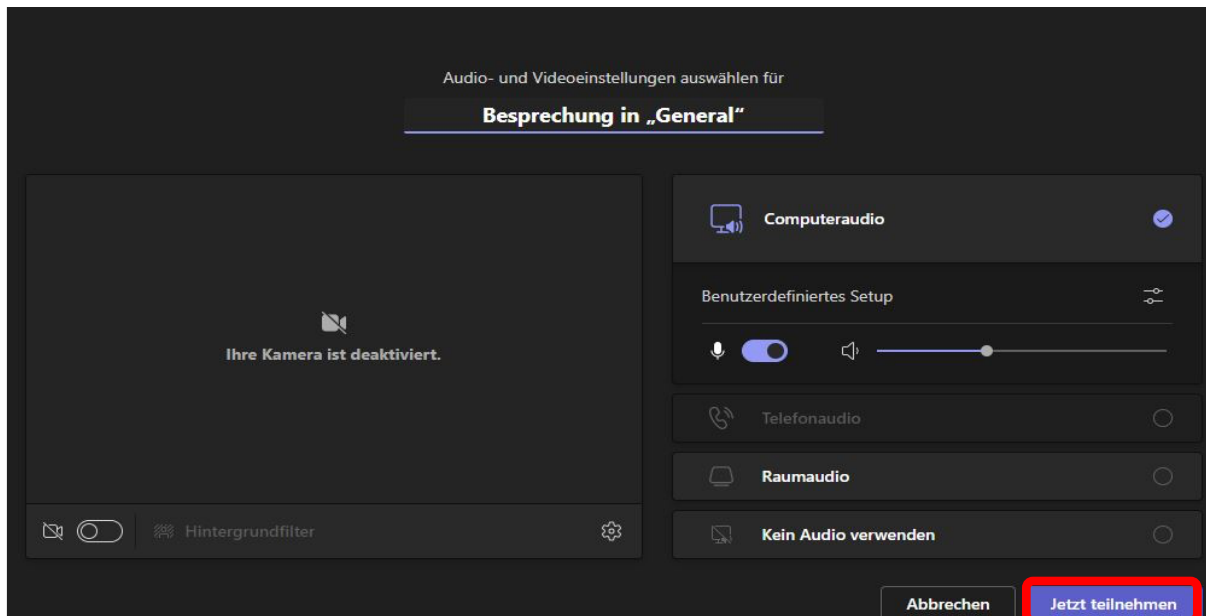 Audio- und Videoeinstellungen auswählen für
Besprechung in „General“
Ihre Kamera ist deaktiviert.
Hintergrundfilter
Computeraudio
Benutzerdefiniertes Setup
Telefonaudio
Raumaudio
Kein Audio verwenden
Abbrechen
Jetzt teilnehmen